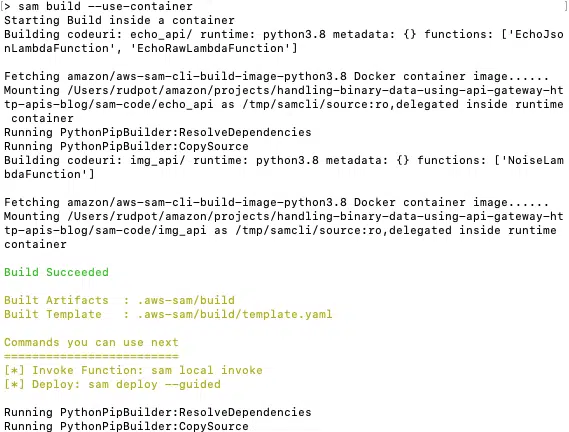 [> sam build --use-container ]
Starting Build inside a container
Building codeuri: echo_api/ runtime: python3.8 metadata: {} functions: ['EchoJso
nLambdaFunction', 'EchoRawLambdaFunction']
Fetching amazon/aws-sam-cli-build-image-python3.8 Docker container image......
Mounting /Users/rudpot/amazon/projects/handling-binary-data-using-api-gateway-ht
tp-apis-blog/sam-code/echo_api as /tmp/samcli/source:ro,delegated inside runtime
container
Running PythonPipBuilder:ResolveDependencies
Running PythonPipBuilder:CopySource
Building codeuri: img_api/ runtime: python3.8 metadata: {} functions: ['NoiseLam
bdaFunction']
Fetching amazon/aws-sam-cli-build-image-python3.8 Docker container image......
Mounting /Users/rudpot/amazon/projects/handling-binary-data-using-api-gateway-ht
tp-apis-blog/sam-code/img_api as /tmp/samcli/source:ro,delegated inside runtime
container
Build Succeeded
Built Artifacts  : .aws-sam/build
Built Template   : .aws-sam/build/template.yaml
Commands you can use next
=========================
[*] Invoke Function: sam local invoke
[*] Deploy: sam deploy --guided
Running PythonPipBuilder:ResolveDependencies
Running PythonPipBuilder:CopySource